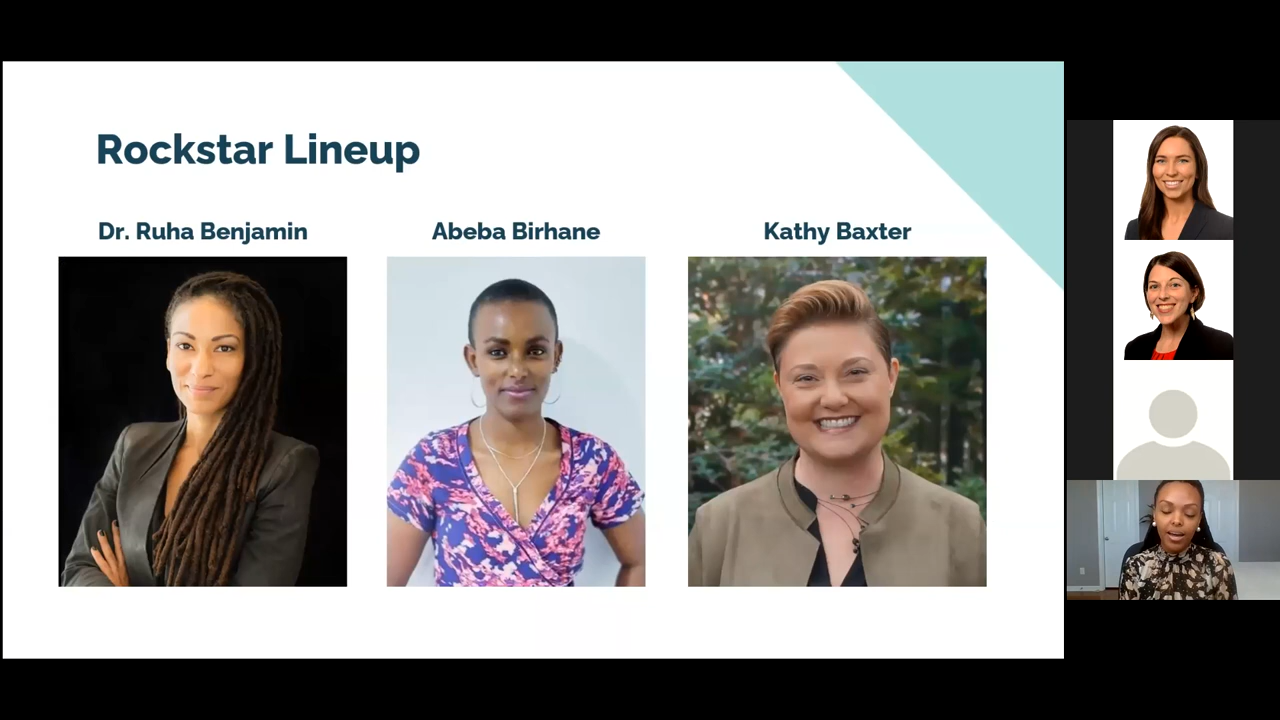 Rockstar Lineup
Dr. Ruha Benjamin
Abeba Birhane
Kathy Baxter